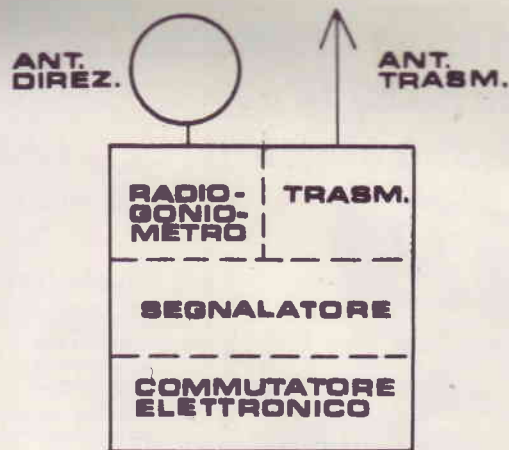 ANT.
DIREZ.
ANT.
TRASM.
RADIO-
GONIO-
METRO
TRASM.
SEGNALATORE
COMMUTATORE
ELETTRONICO